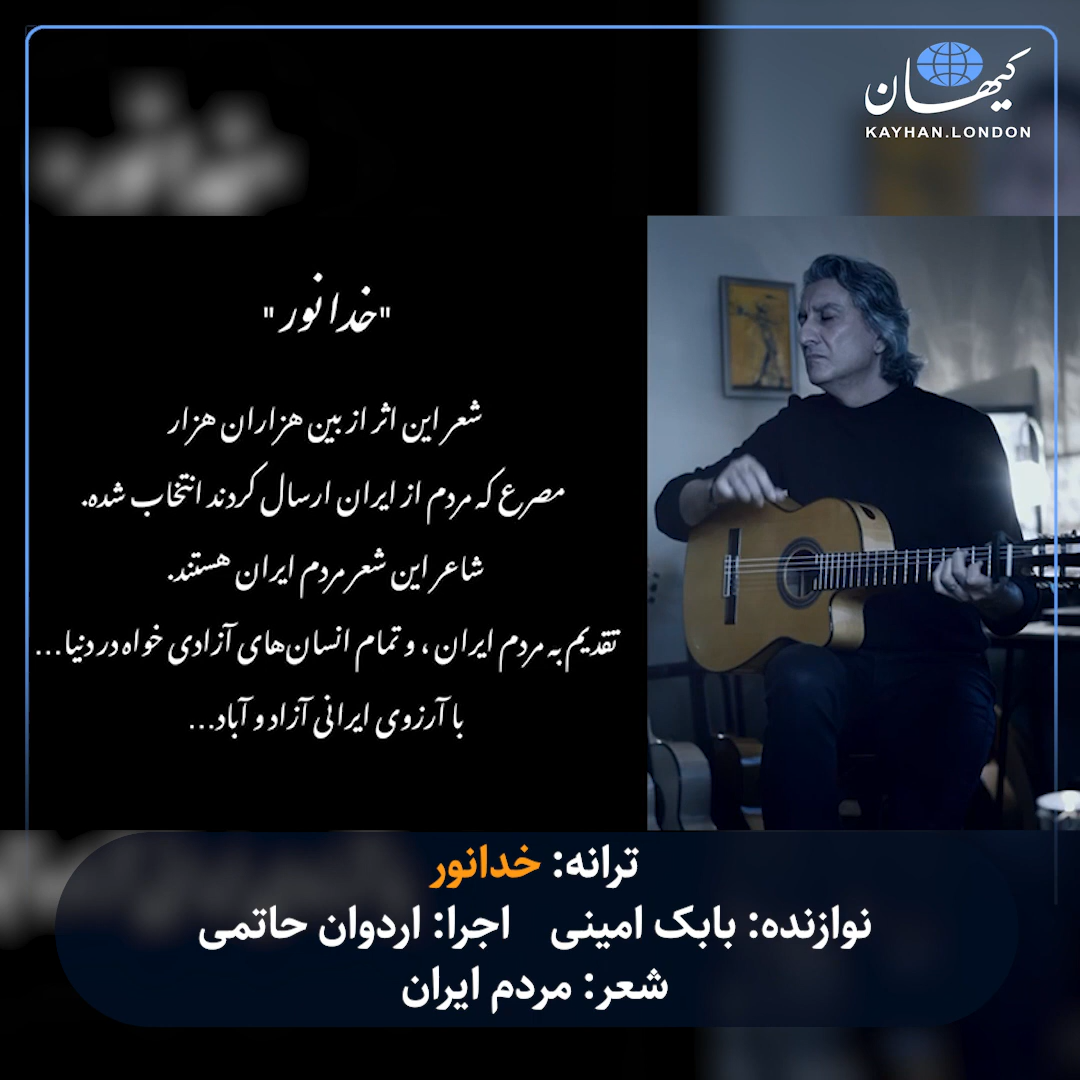 کیهان
KAYHAN.LONDON
"خدانور"
شعر این اثر از بین هزاران هزار
مصرع که مردم از ایران ارسال کردند انتخاب شده.
شاعر این شعر مردم ایران هستند.
تقدیم به مردم ایران ، و تمام انسان‌های آزادی خواه در دنیا...
با آرزوی ایرانی آزاد و آباد...
ترانه: خدانور
نوازنده: بابک امینی اجرا: اردوان حاتمی
شعر: مردم ایران